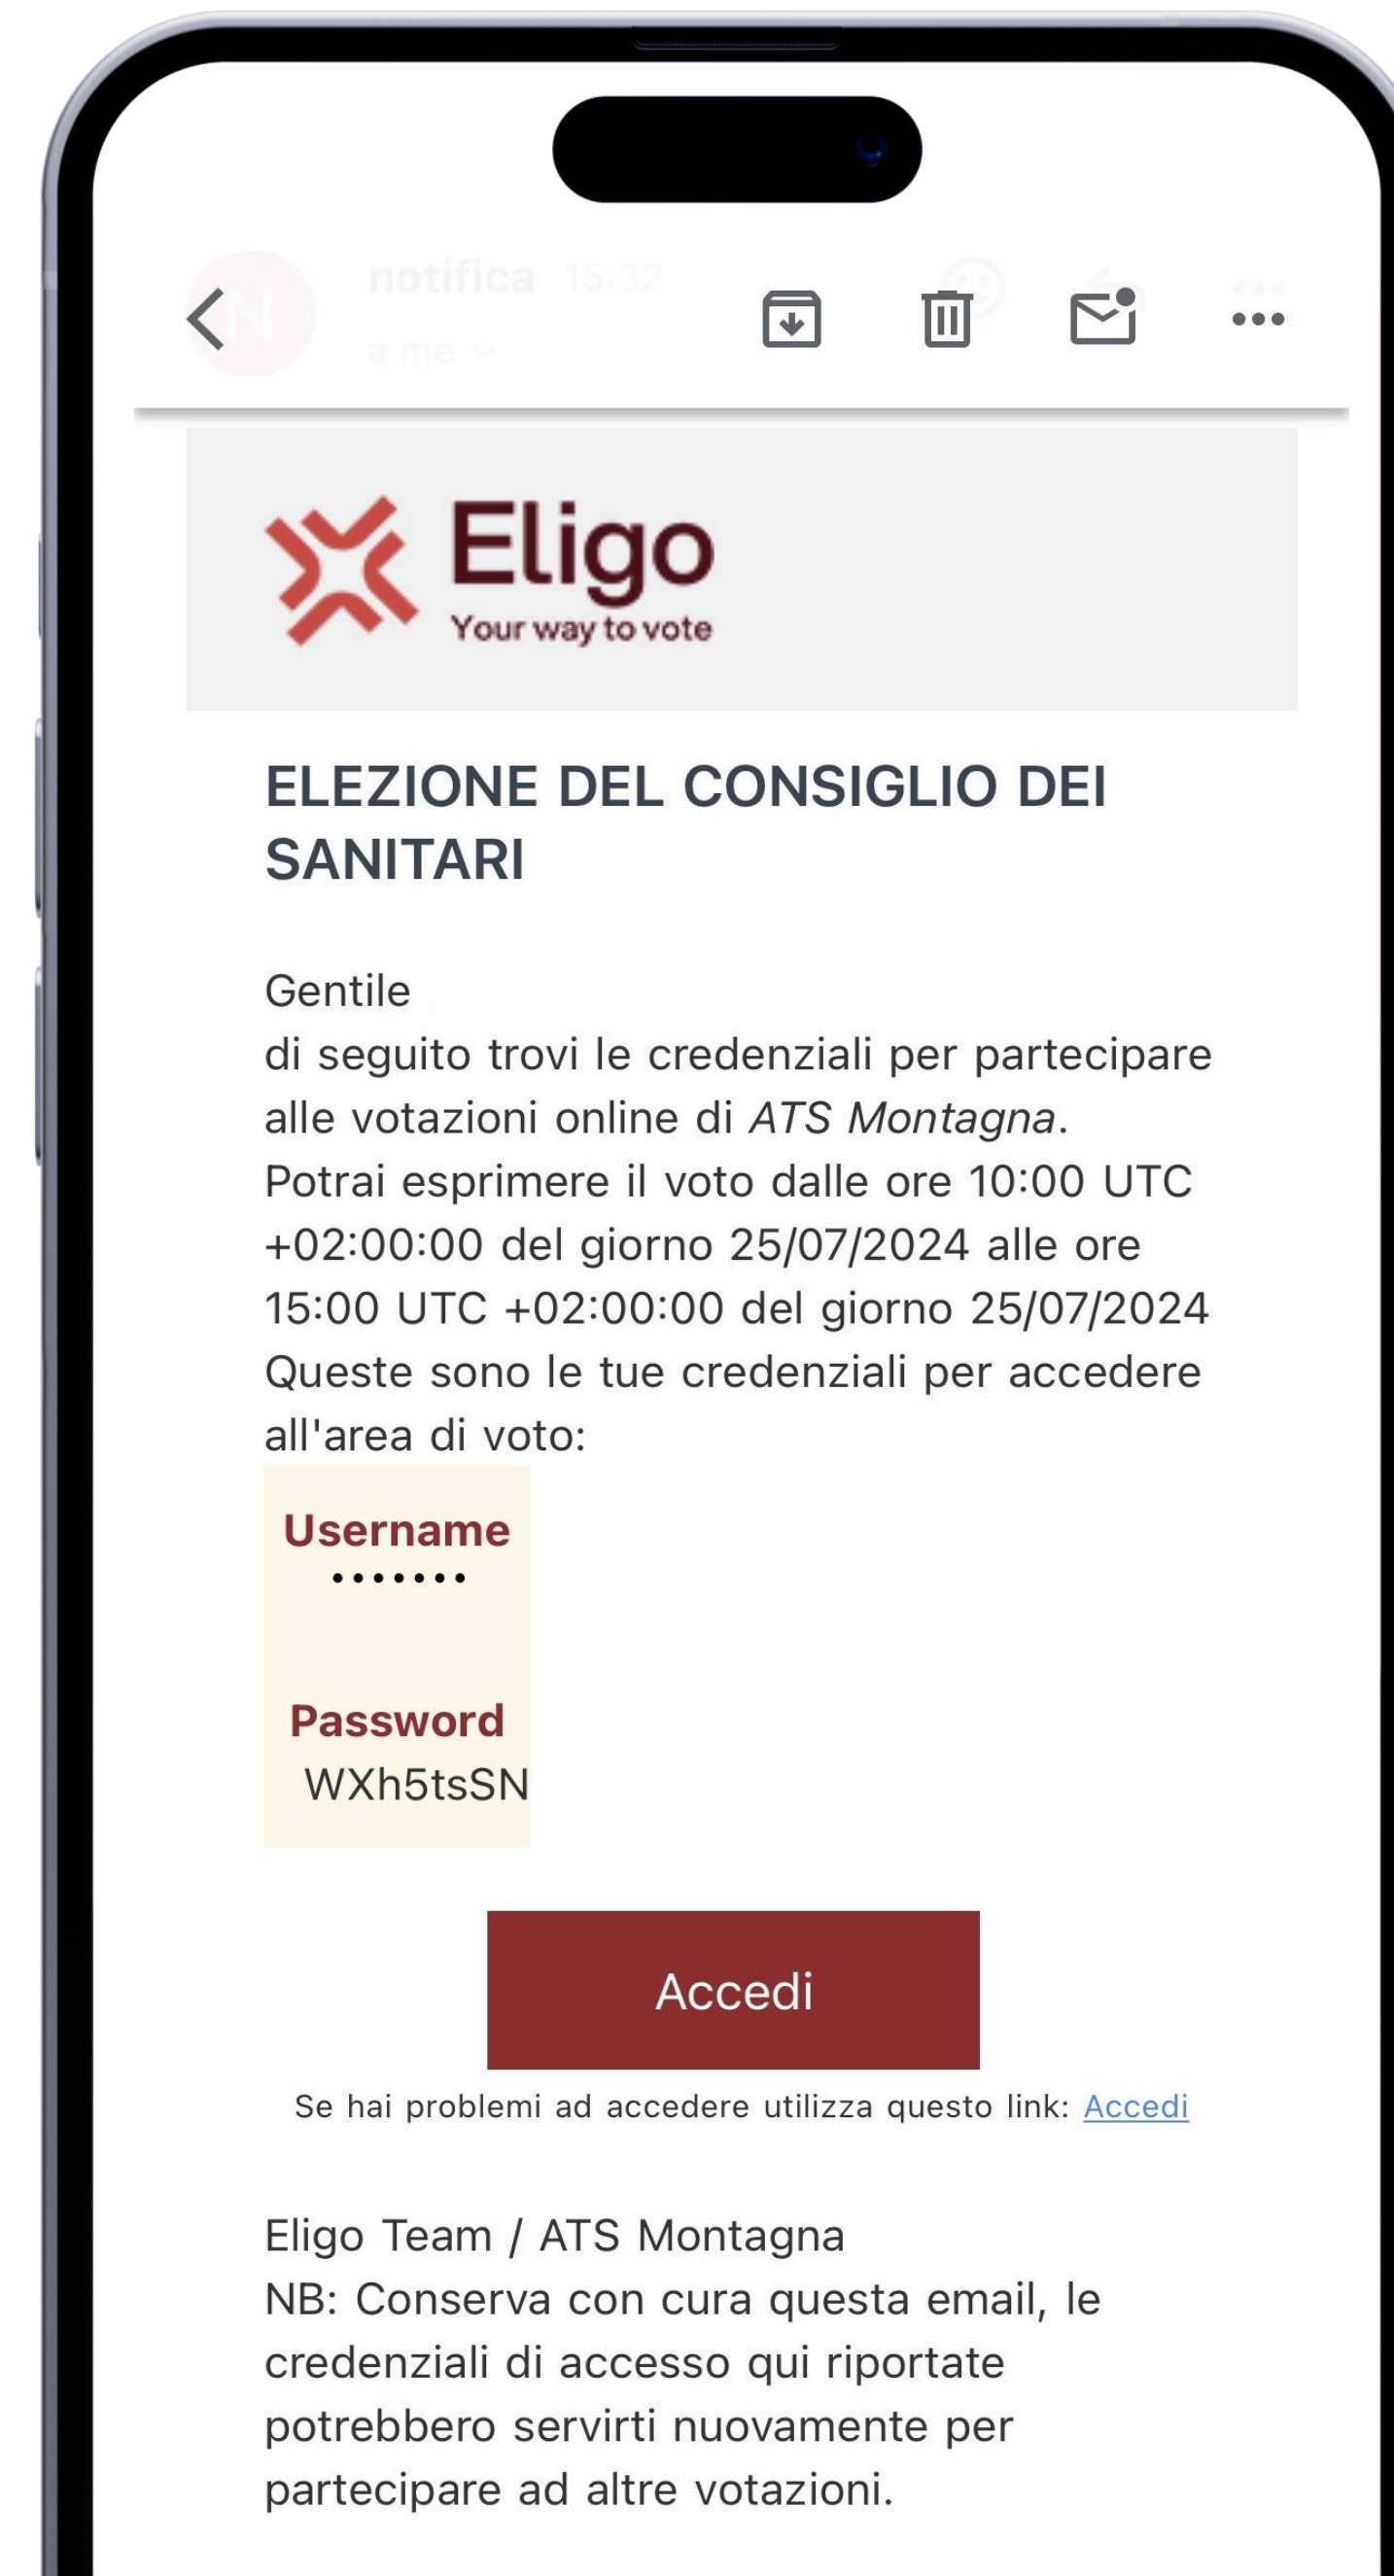 notifica 15:32
N
a me
Eligo
Your way to vote
ELEZIONE DEL CONSIGLIO DEI
SANITARI
Gentile
di seguito trovi le credenziali per partecipare
alle votazioni online di ATS Montagna.
Potrai esprimere il voto dalle ore 10:00 UTC
+02:00:00 del giorno 25/07/2024 alle ore
15:00 UTC +02:00:00 del giorno 25/07/2024
Queste sono le tue credenziali per accedere
all'area di voto:
Username
•••••••
Password
WXh5tsSN
Accedi
Se hai problemi ad accedere utilizza questo link: Accedi
Eligo Team / ATS Montagna
NB: Conserva con cura questa email, le
credenziali di accesso qui riportate
potrebbero servirti nuovamente per
partecipare ad altre votazioni.